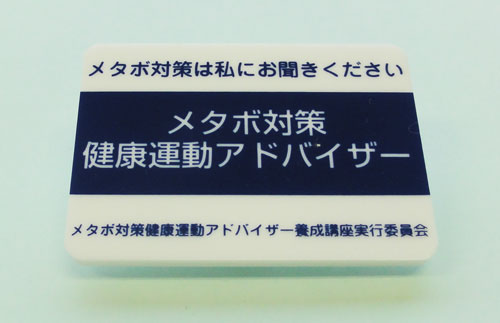 メタボ対策は私にお聞きください
メタボ対策
健康運動アドバイザー
メタボ対策健康運動アドバイザー養成講座実行委員会